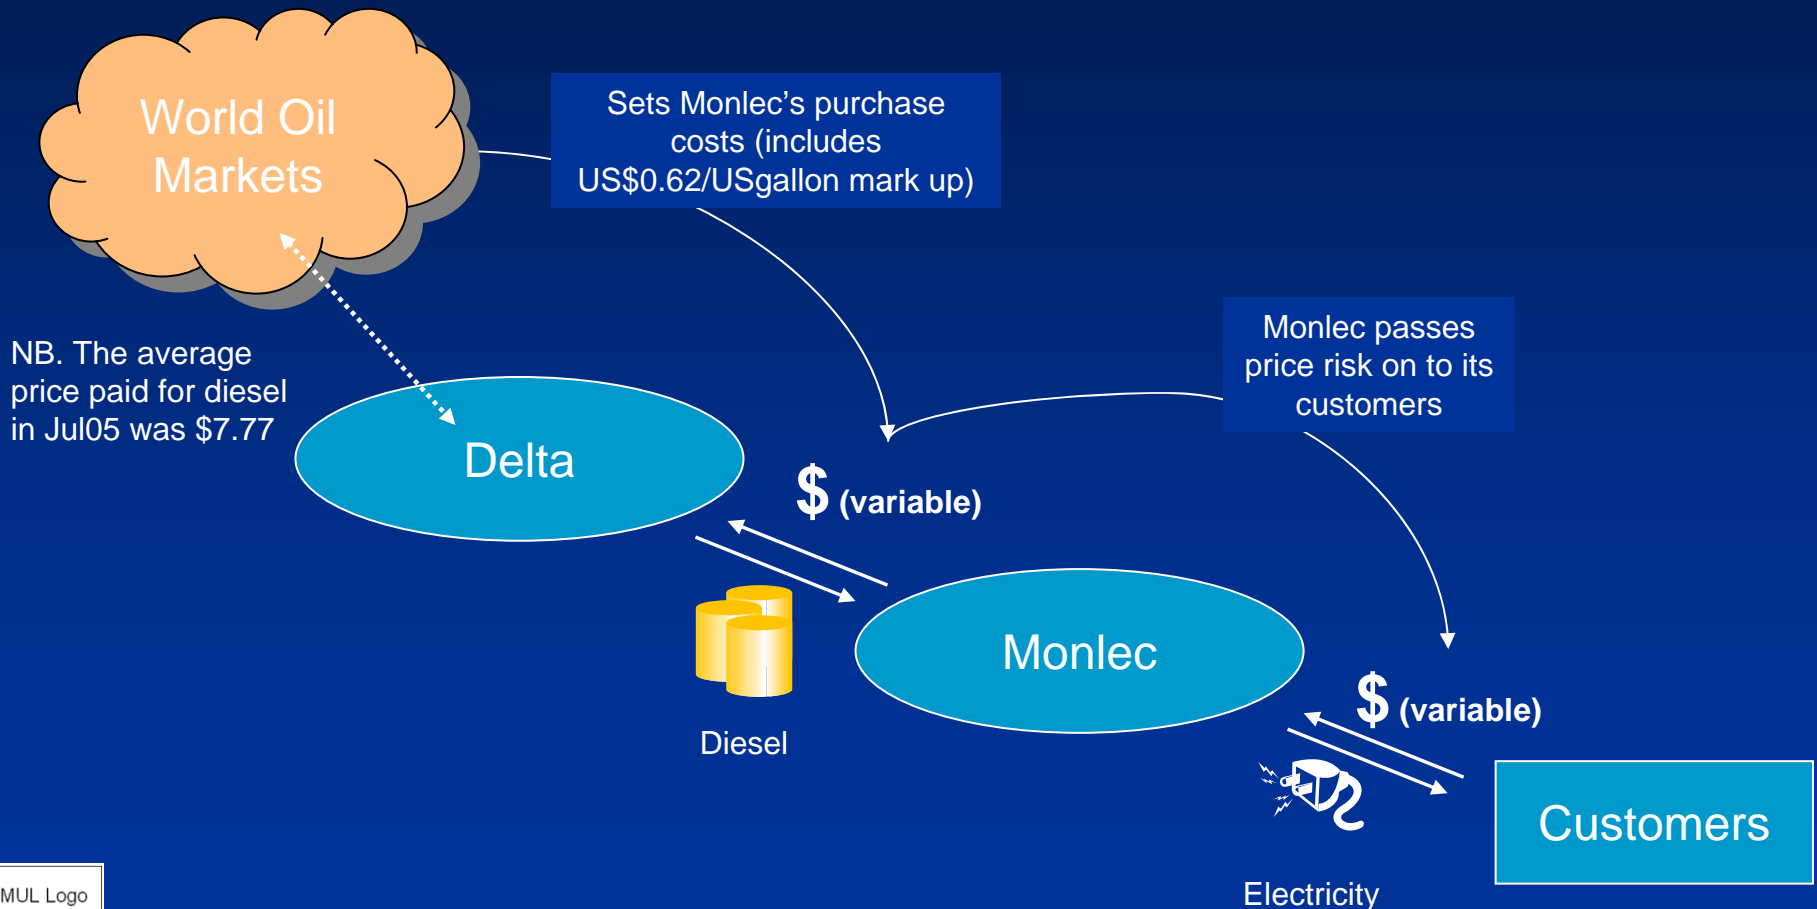 World Oil
Markets
Sets Monlec’s purchase
costs (includes
US$0.62/USgallon mark up)
NB. The average
price paid for diesel
in Jul05 was $7.77
Monlec passes
price risk on to its
customers
Delta
$ (variable)
Diesel
Monlec
$ (variable)
Electricity
Customers
MUL Logo